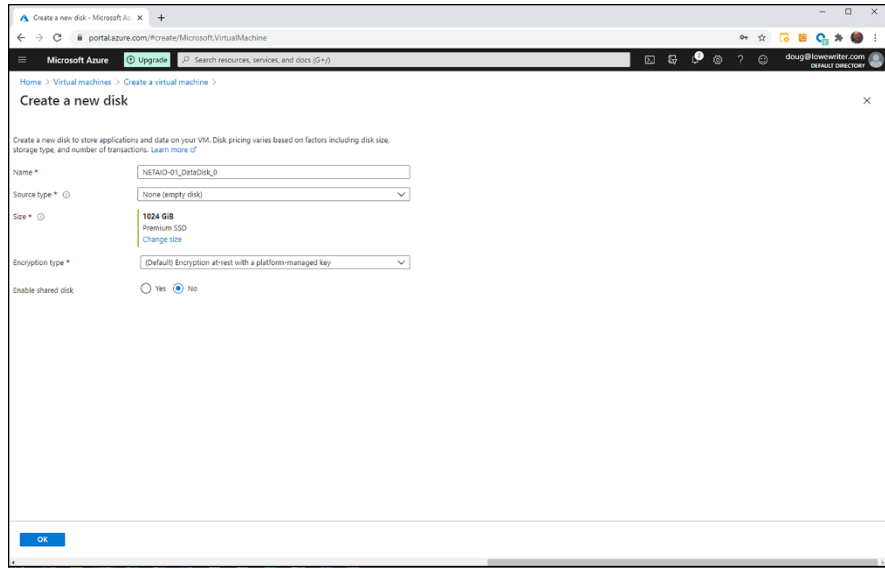 Create a new disk - Microsoft Az
portal.azure.com/#create/Microsoft.VirtualMachine
Microsoft Azure
Upgrade
Search resources, services, and docs (G+/)
doug@lowewriter.com
DEFAULT DIRECTORY
Home > Virtual machines > Create a virtual machine >
Create a new disk
Create a new disk to store applications and data on your VM. Disk pricing varies based on factors including disk size,
storage type, and number of transactions. Learn more
Name * NETAIO-01_DataDisk_0
Source type * None (empty disk)
Size * 1024 GiB
Premium SSD
Change size
Encryption type * (Default) Encryption at-rest with a platform-managed key
Enable shared disk Yes No
OK